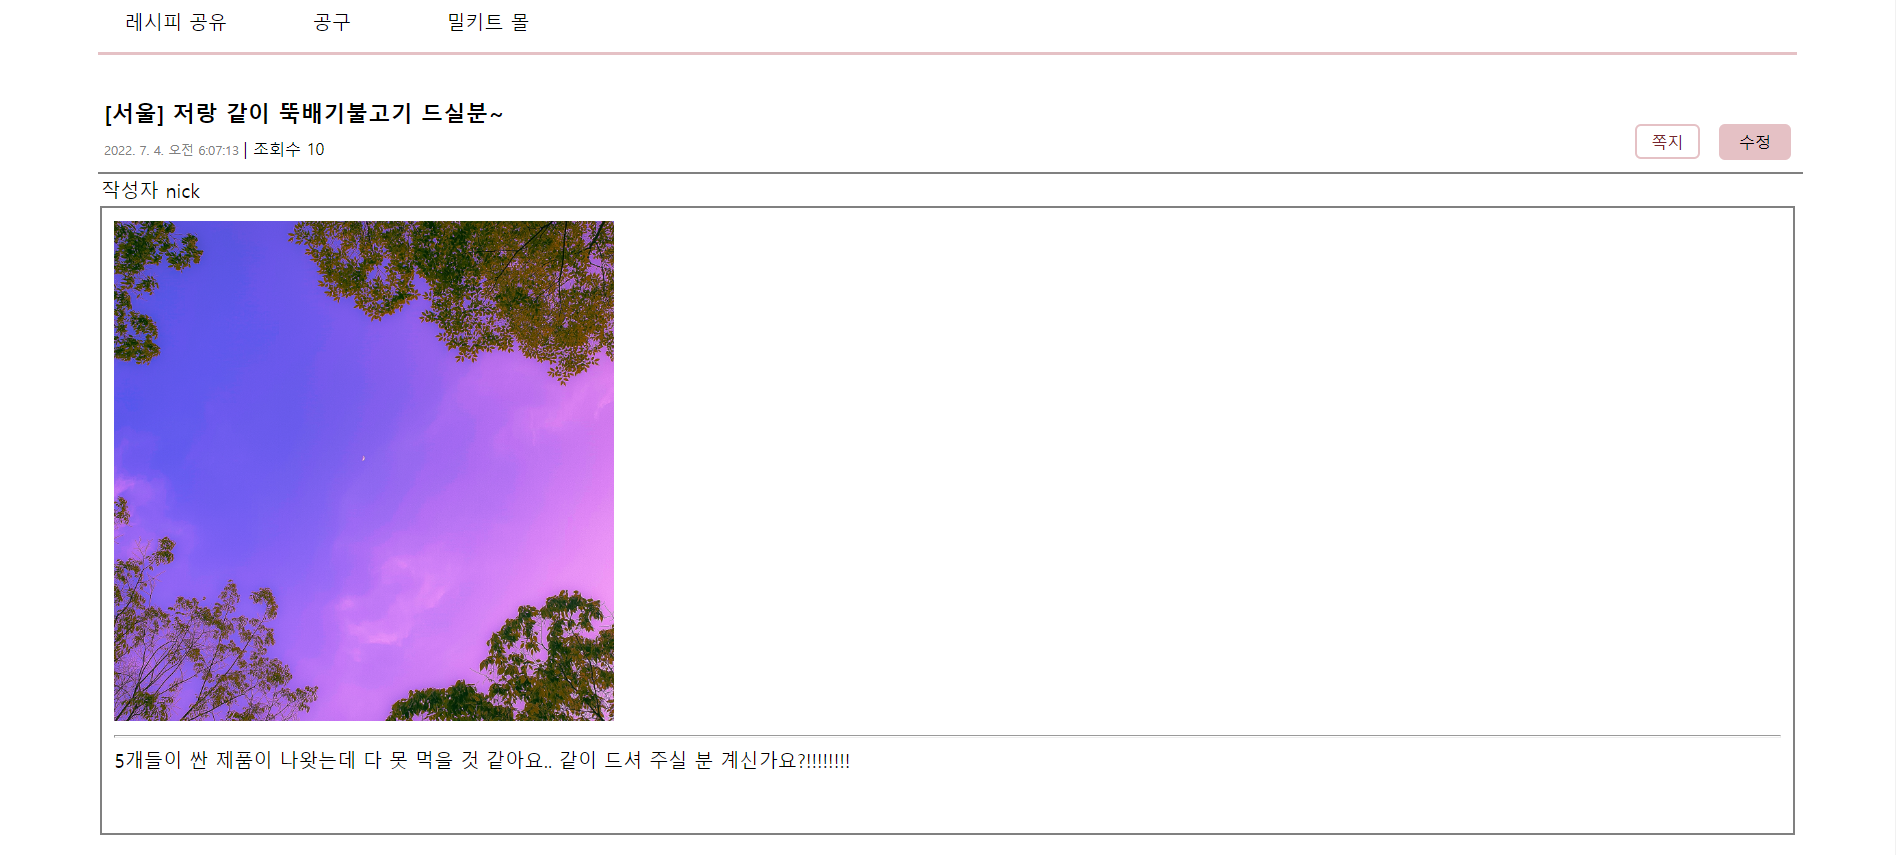 레시피 공유 공구 밀키트 몰
[서울] 저랑 같이 뚝배기불고기 드실분~
2022. 7. 4. 오전 6:07:13 | 조회수 10
쪽지 수정
작성자 nick
5개들이 싼 제품이 나왓는데 다 못 먹을 것 같아요.. 같이 드셔 주실 분 계신가요?!!!!!!!!